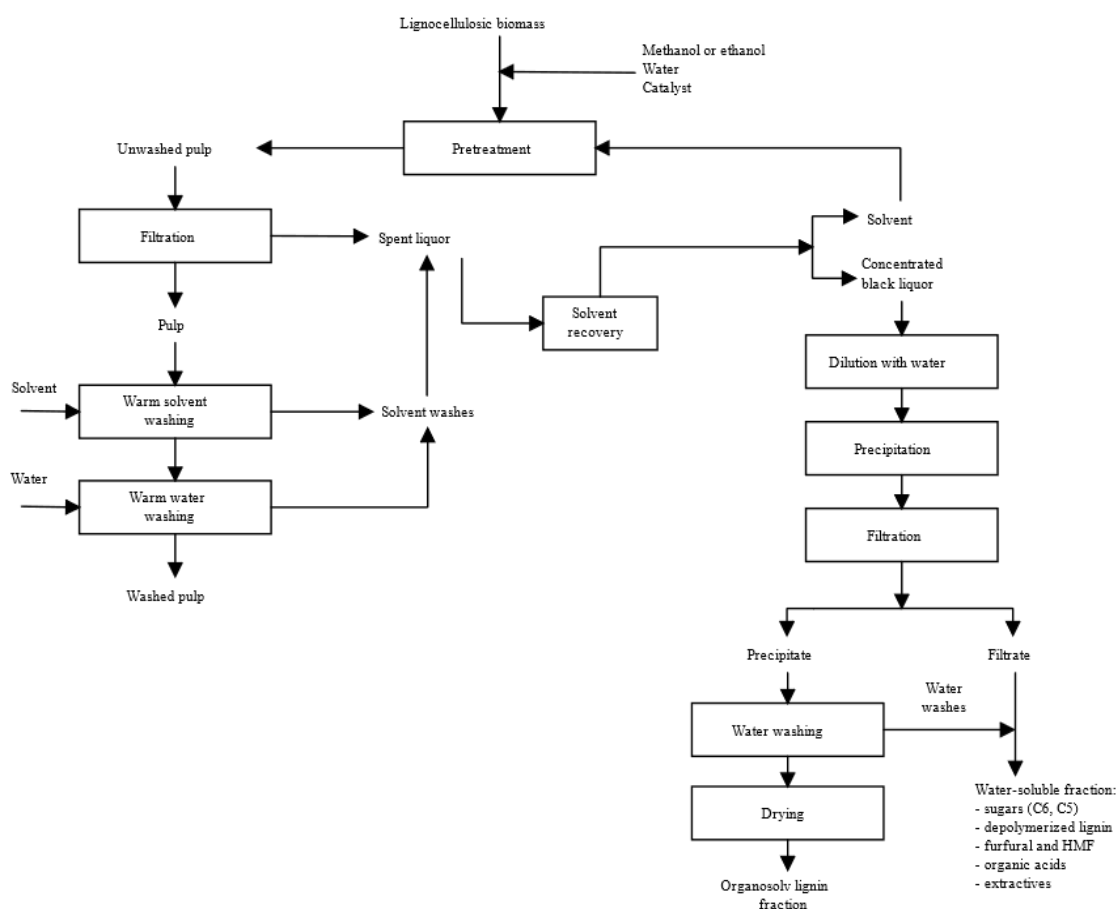 Lignocellulosic biomass
Methanol or ethanol
Water
Catalyst
Unwashed pulp
Pretreatment
Filtration
Spent liquor
Solvent
Concentrated
black liquor
Solvent
recovery
Pulp
Dilution with water
Solvent
Warm solvent
washing
Solvent washes
Precipitation
Water
Warm water
washing
Filtration
Washed pulp
Precipitate
Filtrate
Water
washes
Water washing
Water-soluble fraction:
- sugars (C6, C5)
- depolymerized lignin
- furfural and HMF
- organic acids
- extractives
Drying
Organosolv lignin
fraction